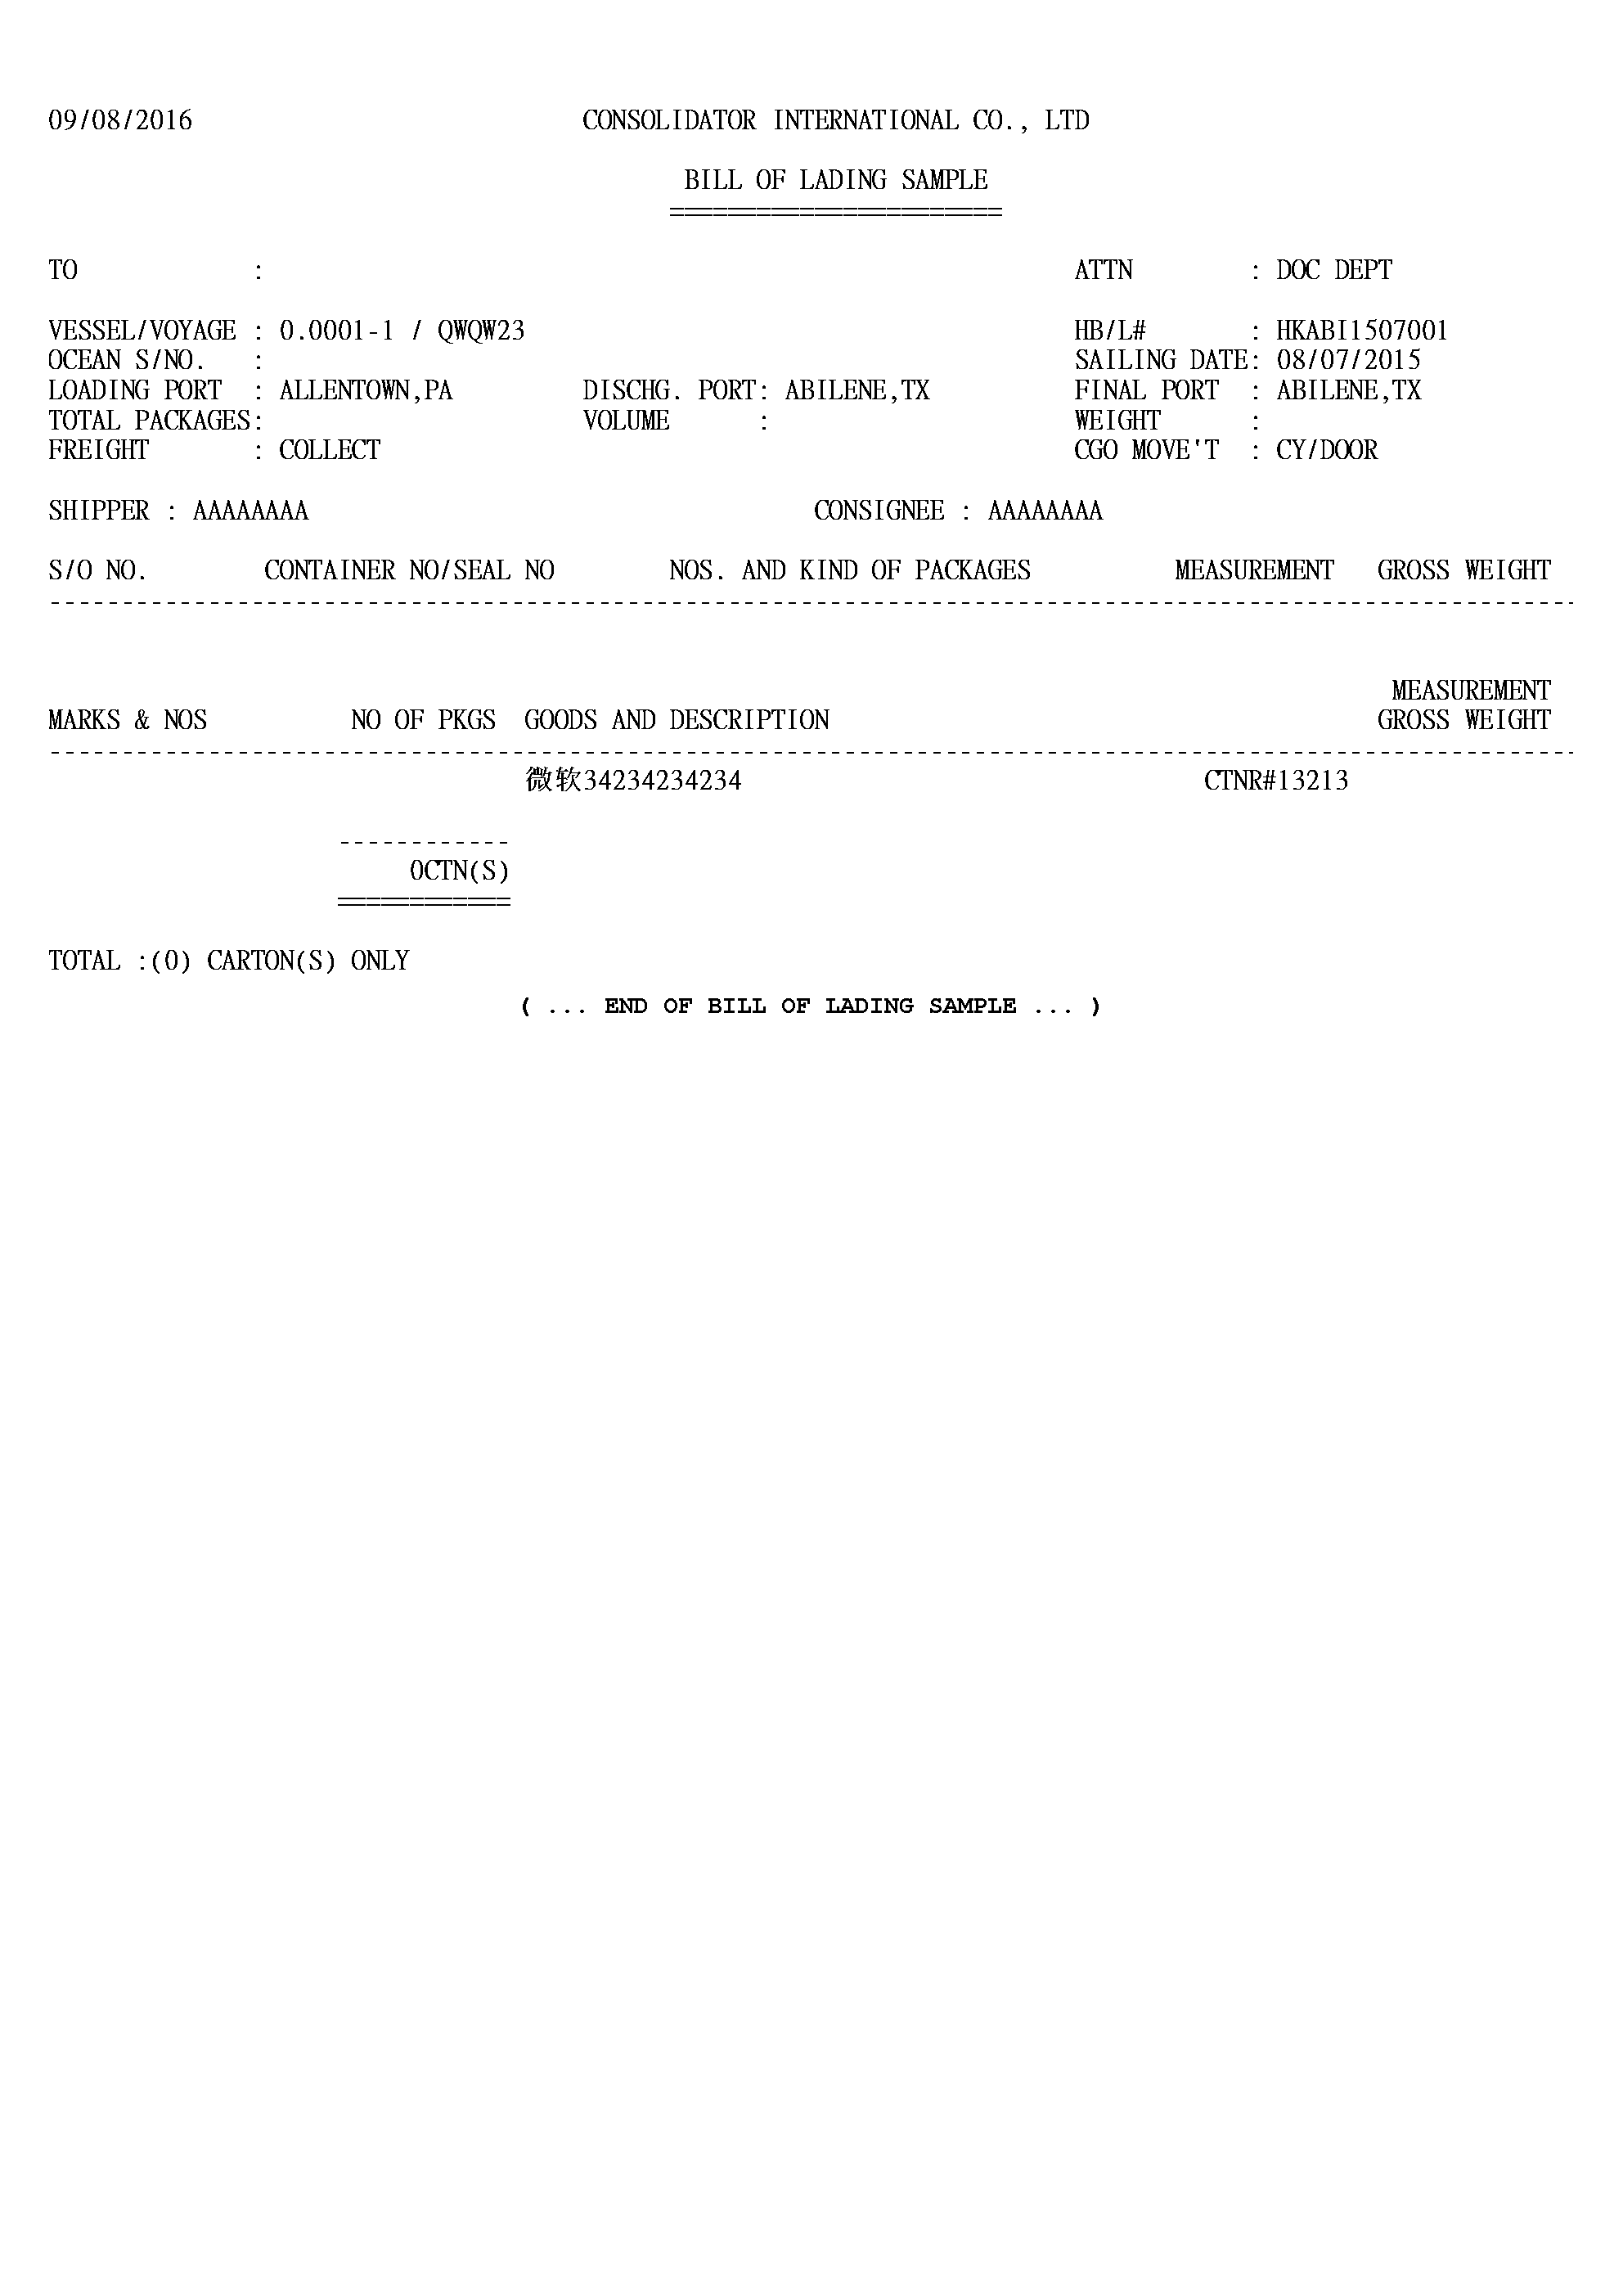 09/08/2016 CONSOLIDATOR INTERNATIONAL CO., LTD
BILL OF LADING SAMPLE
=======================
TO : ATTN : DOC DEPT
VESSEL/VOYAGE : 0.0001-1 / QWQW23 HB/L# : HKABI1507001
OCEAN S/NO. : SAILING DATE: 08/07/2015
LOADING PORT : ALLENTOWN,PA DISCHG. PORT: ABILENE,TX FINAL PORT : ABILENE,TX
TOTAL PACKAGES: VOLUME : WEIGHT :
FREIGHT : COLLECT CGO MOVE'T : CY/DOOR
SHIPPER : AAAAAAAA CONSIGNEE : AAAAAAAA
S/O NO. CONTAINER NO/SEAL NO NOS. AND KIND OF PACKAGES MEASUREMENT GROSS WEIGHT
----------------------------------------------------------------------------------------------------------
MEASUREMENT
MARKS & NOS NO OF PKGS GOODS AND DESCRIPTION GROSS WEIGHT
----------------------------------------------------------------------------------------------------------
微软34234234234 CTNR#13213
------------
0CTN(S)
============
TOTAL :(0) CARTON(S) ONLY
( ... END OF BILL OF LADING SAMPLE ... )